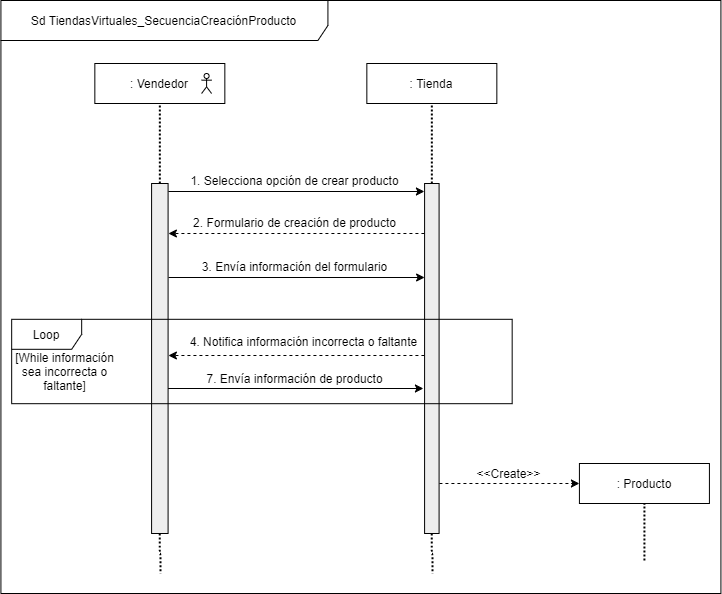 Sd TiendasVirtuales_SecuenciaCreaciónProducto
: Vendedor
: Tienda
1. Selecciona opción de crear producto
2. Formulario de creación de producto
3. Envía información del formulario
Loop
4. Notifica información incorrecta o faltante
[While información
sea incorrecta o
faltante]
7. Envía información de producto
<<Create>>
: Producto